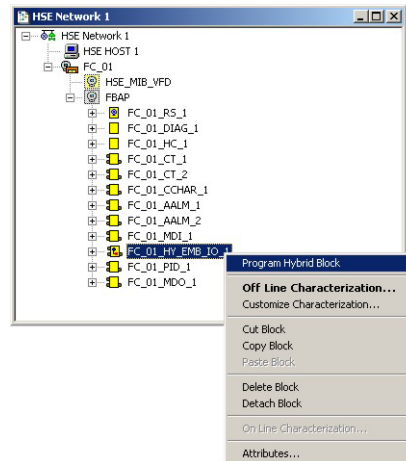 HSE Network 1
HSE Network 1
HSE HOST 1
FC_01
HSE_MIB_VFD
FBAP
FC_01_RS_1
FC_01_DIAG_1
FC_01_HC_1
FC_01_CT_1
FC_01_CT_2
FC_01_CCHAR_1
FC_01_AALM_1
FC_01_AALM_2
FC_01_MDI_1
FC_01_HY_EMB_IO_1
FC_01_PID_1
FC_01_MDO_1
Program Hybrid Block
Off Line Characterization...
Customize Characterization...
Cut Block
Copy Block
Paste Block
Delete Block
Detach Block
On Line Characterization...
Attributes...